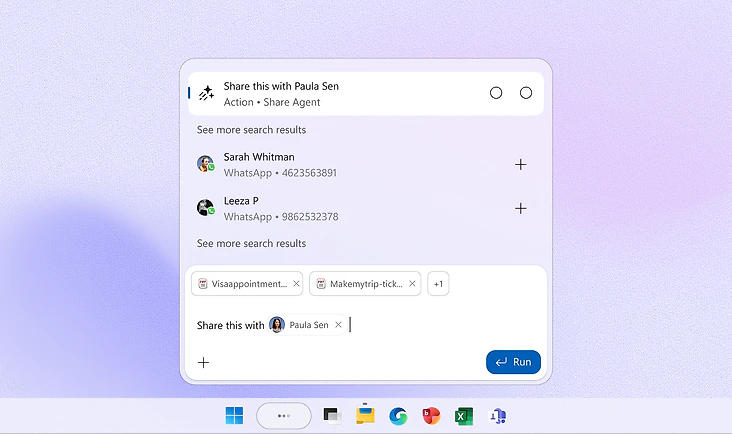 Share this with Paula Sen
Action • Share Agent
See more search results
Sarah Whitman
WhatsApp • 4623563891
Leeza P
WhatsApp • 9862532378
See more search results
Visaappointment...
Makemytrip-tick...
+1
Share this with Paula Sen
Run